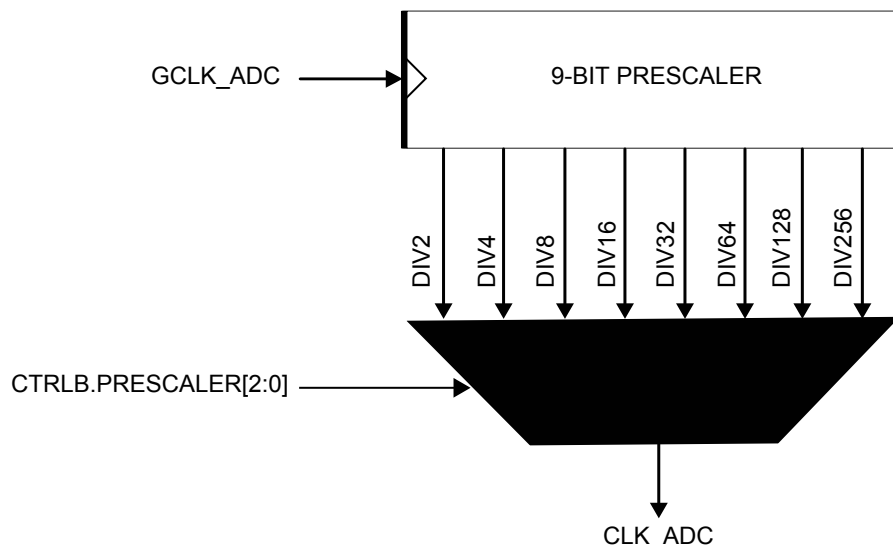 GCLK_ADC
9-BIT PRESCALER
DIV2
DIV4
DIV8
DIV16
DIV32
DIV64
DIV128
DIV256
CTRLB.PRESCALER[2:0]
CLK_ADC